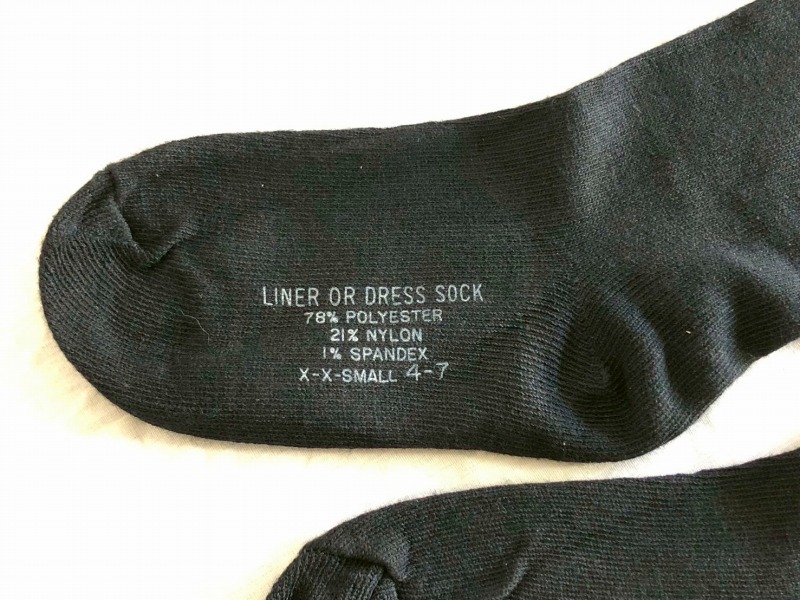 LINER OR DRESS SOCK
78% POLYESTER
21% NYLON
1% SPANDEX
X-X-SMALL 4-7